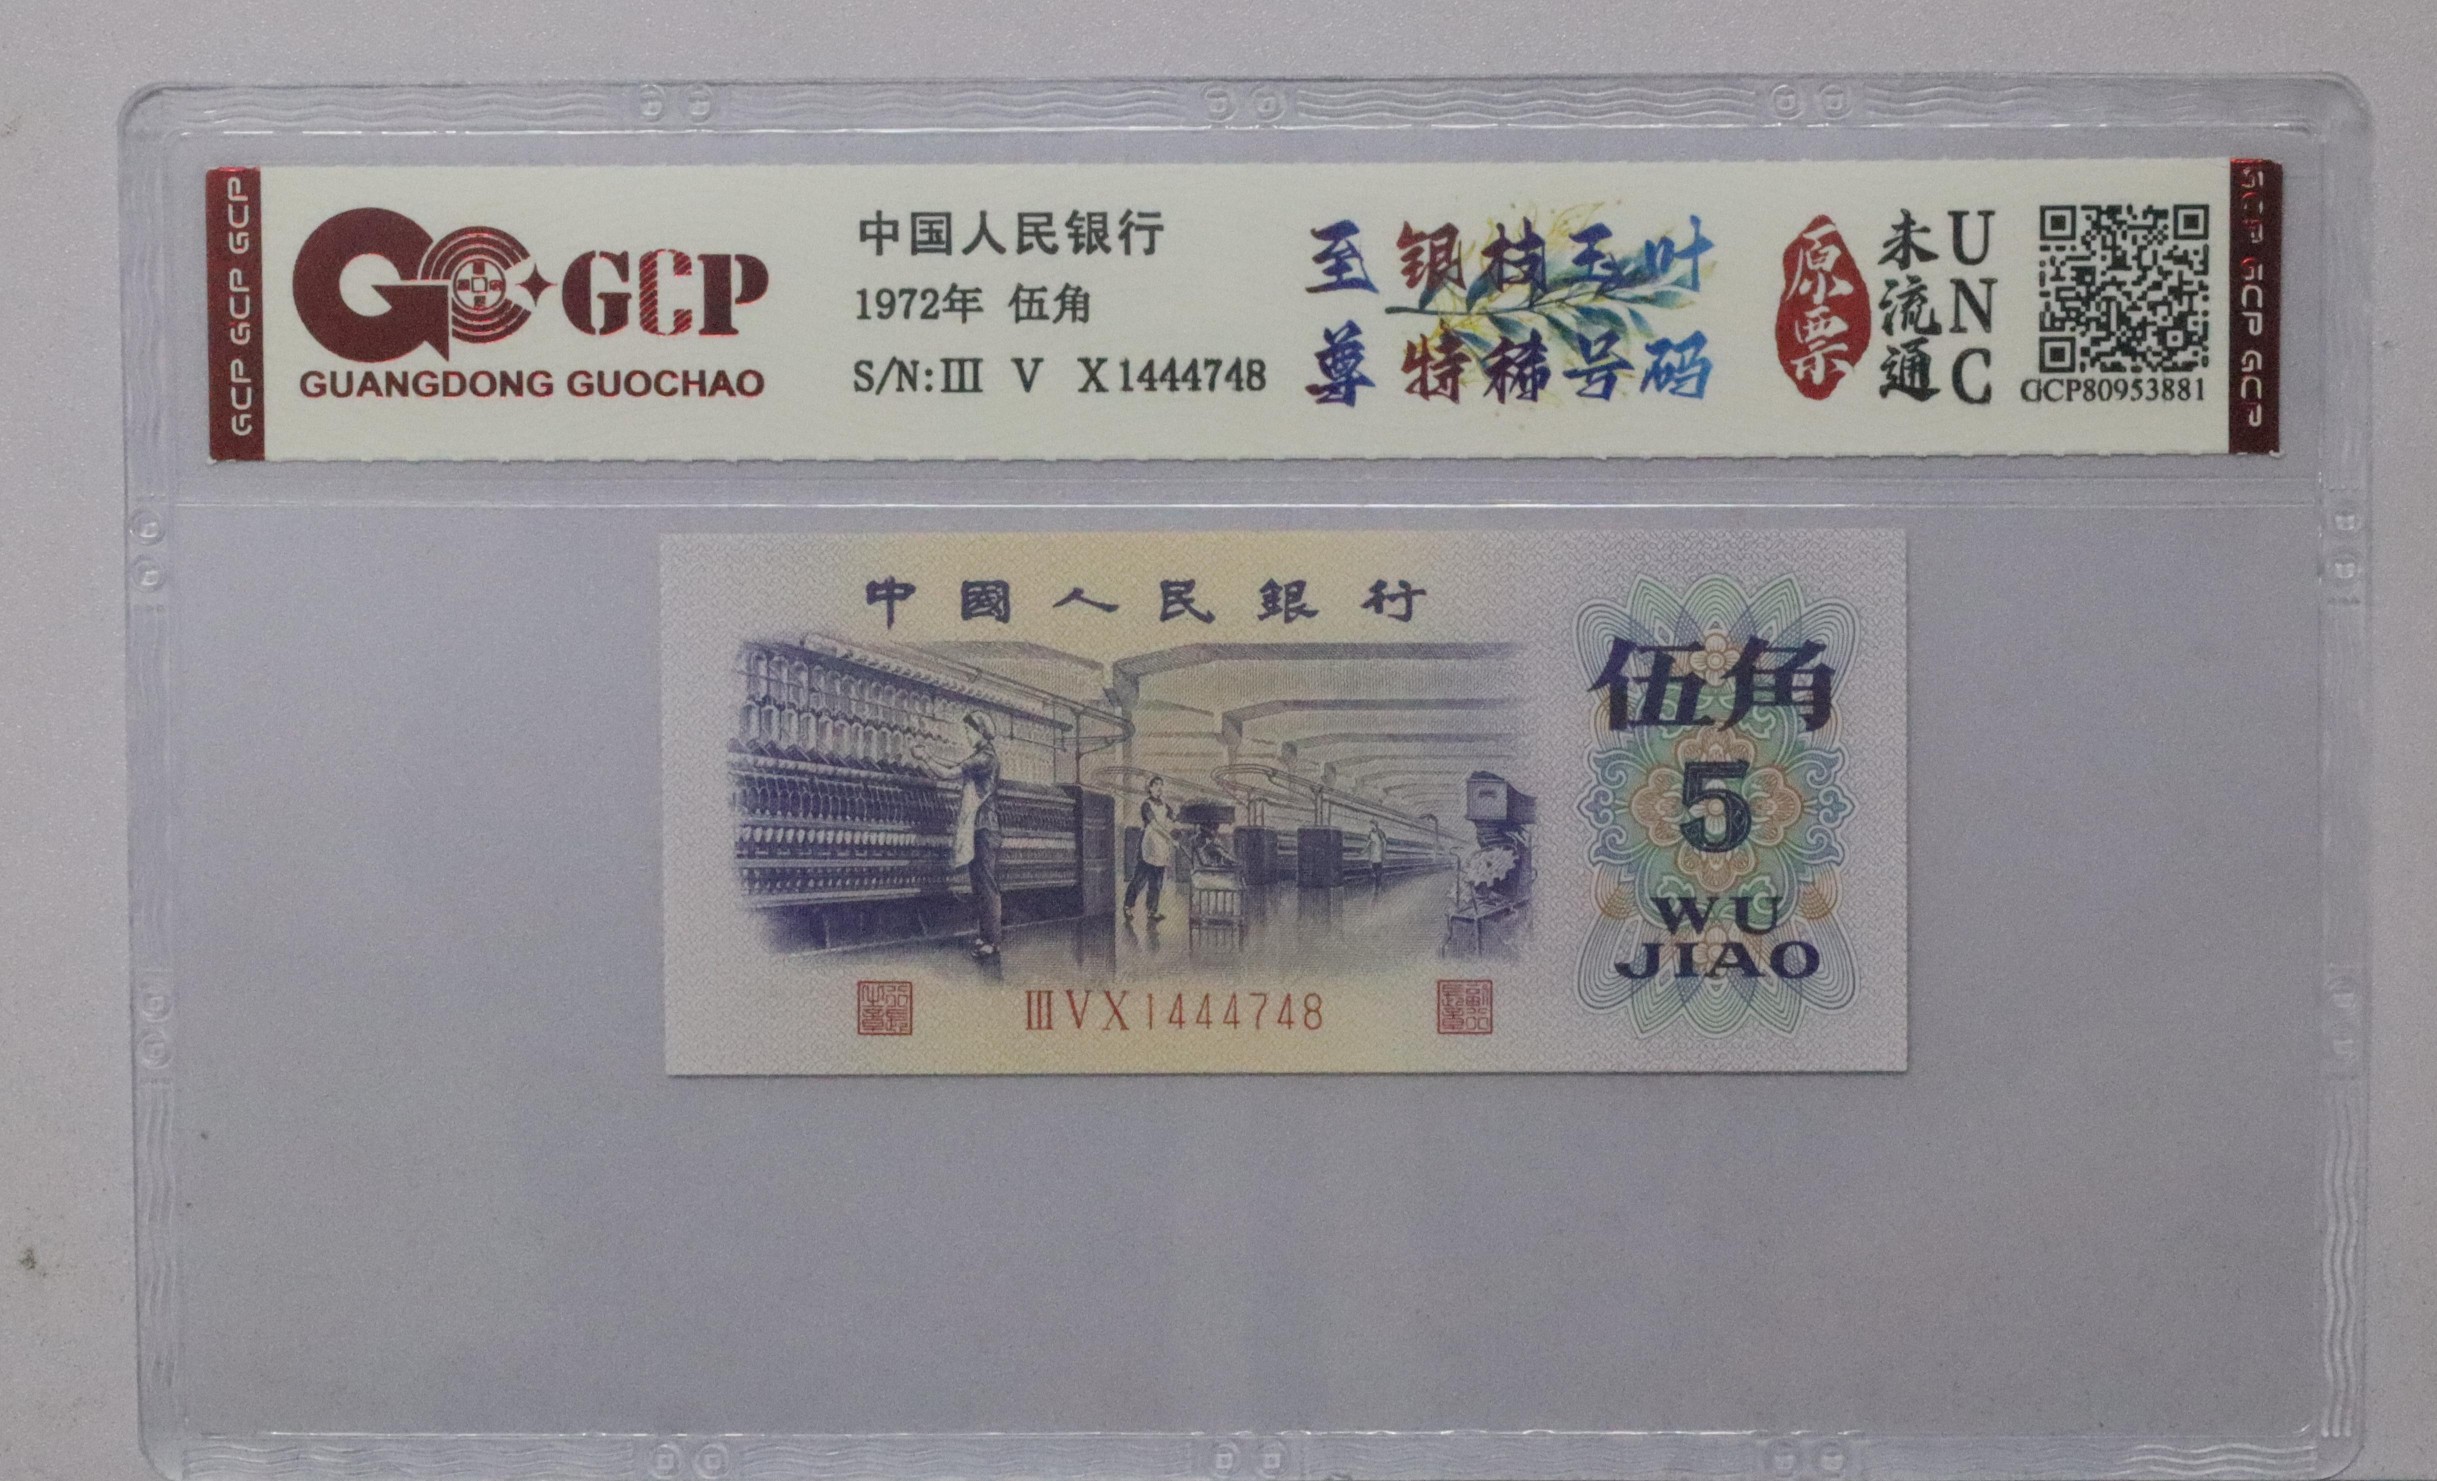 GCP GCP GCP
GCP
GUANGDONG GUOCHAO
中国人民银行
1972年 伍角
S/N:III V X1444748
至尊
银枝玉叶
特稀号码
原票
未流通
UNC
GCP80953881
GCP GCP GCP
中國人民銀行
伍角
5
WU
JIAO
III V X 1444748